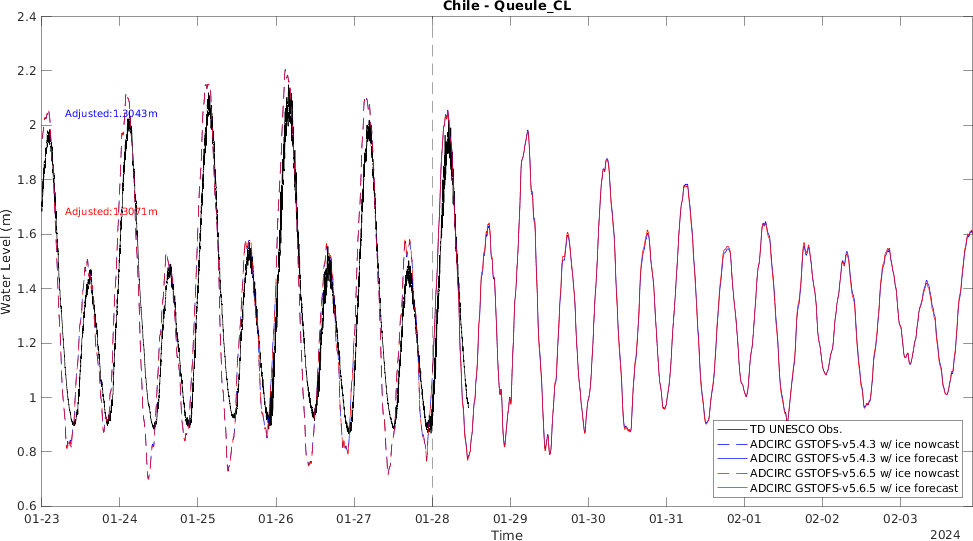 Chile - Queule_CL
2.4
2.2
2
1.8
1.6
1.4
1.2
1
0.8
0.6
Water Level (m)
Adjusted:1.3043m
Adjusted:1.3071m
TD UNESCO Obs.
ADCIRC GSTOFS-v5.4.3 w/ ice nowcast
ADCIRC GSTOFS-v5.4.3 w/ ice forecast
ADCIRC GSTOFS-v5.6.5 w/ ice nowcast
ADCIRC GSTOFS-v5.6.5 w/ ice forecast
01-23 01-24 01-25 01-26 01-27 01-28 01-29 01-30 01-31 02-01 02-02 02-03
Time
2024